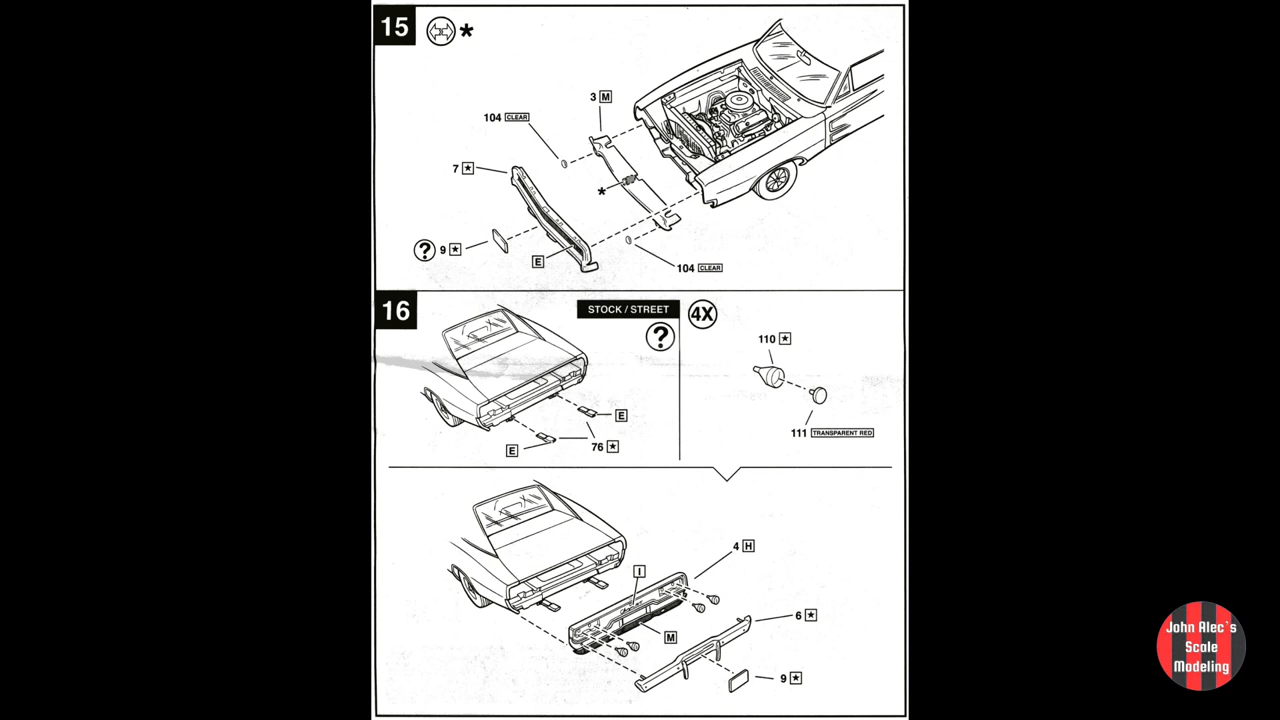 15 *
3 M
104 CLEAR
7 ★
*
? 9 ★
E
104 CLEAR
16
STOCK / STREET
?
4X
110 ★
E
111 TRANSPARENT RED
76 ★
E
4 H
I
6 ★
M
9 ★
John Alec`s
Scale
Modeling